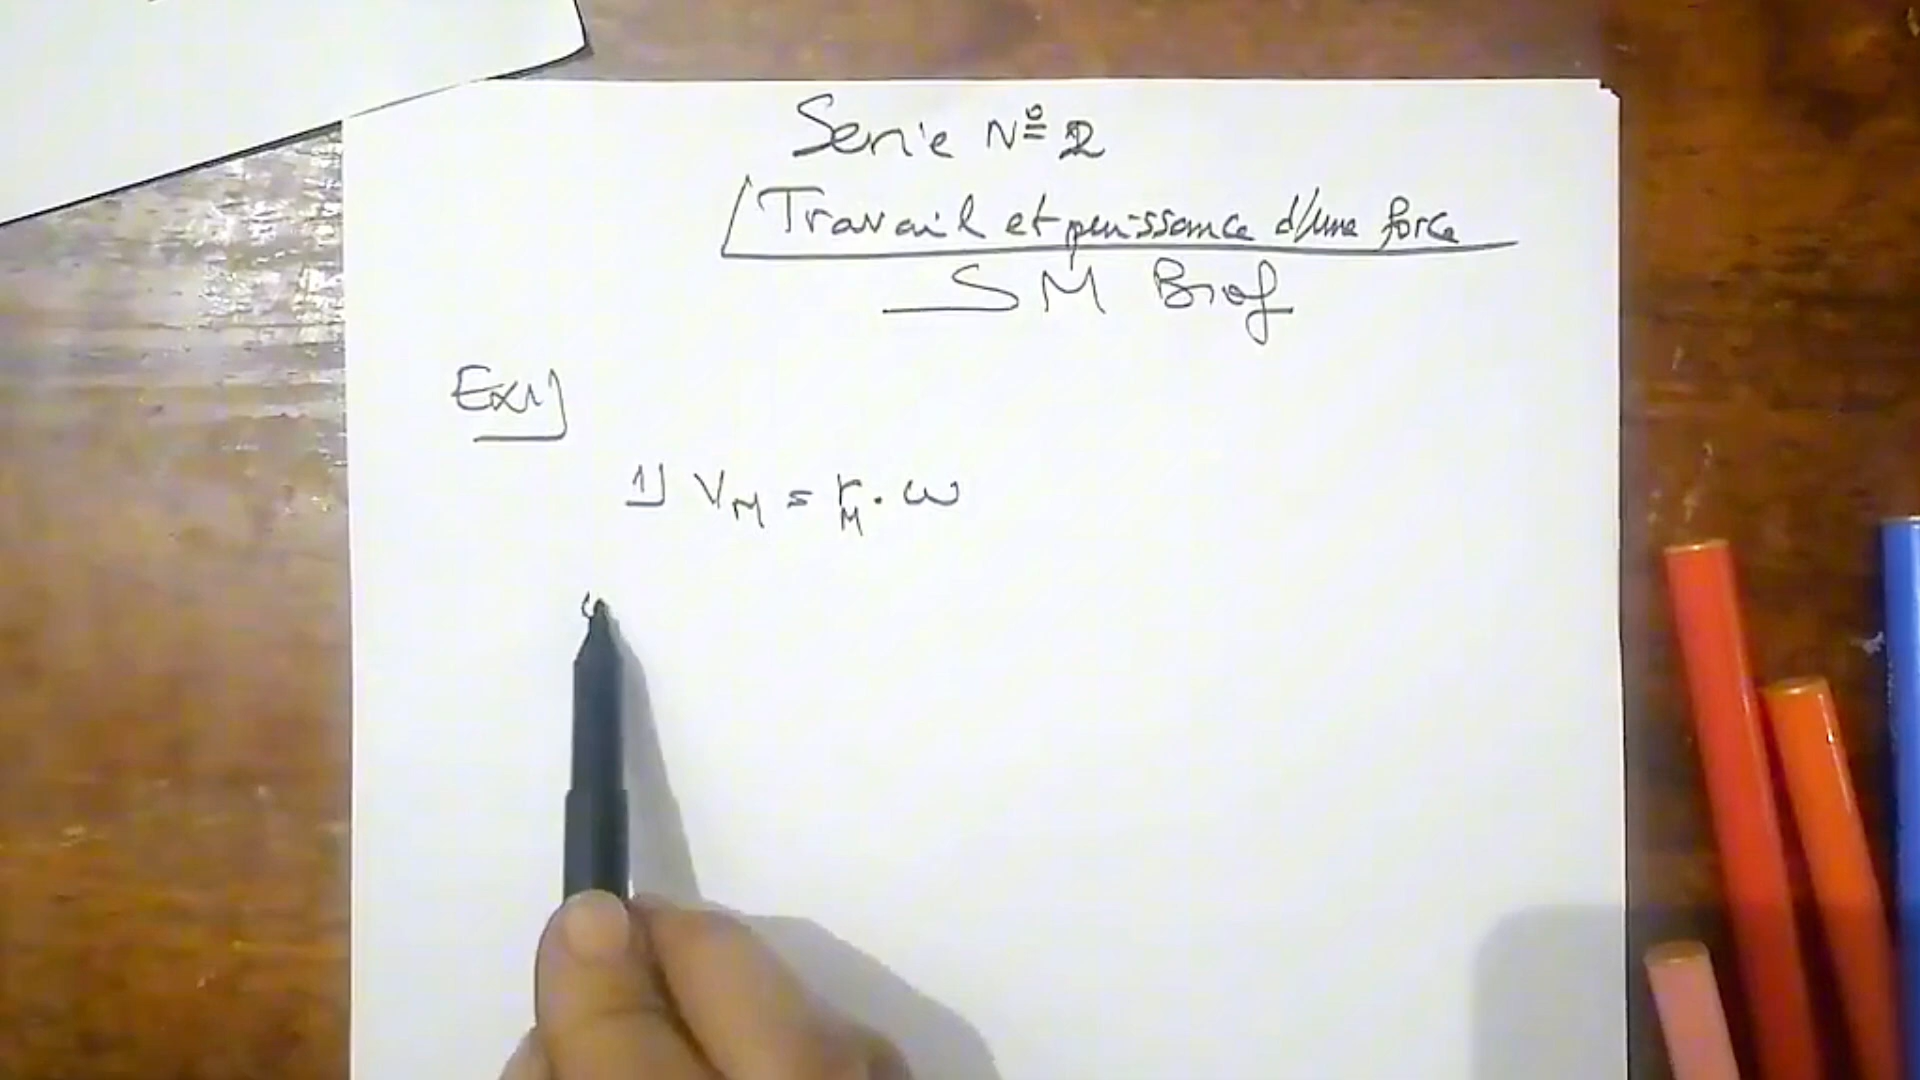 Serie N° 2
Travail et puissance d'une force
SM Biof
Ex1)
1) V_M = r_M . ω